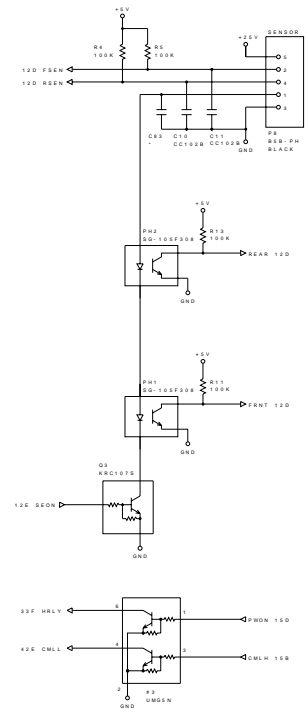 +5V
SENSOR
R4
100K
R5
100K
+25V
5
12D FSEN
2
12D RSEN
4
1
3
C83
*
C10
CC102B
C11
CC102B
GND
P8
B5B-PH
BLACK
+5V
PH2
SG-105F308
R13
100K
REAR 12D
GND
+5V
PH1
SG-105F308
R11
100K
FRNT 12D
GND
Q3
KRC107S
12E SEON
GND
33F HRLY
6
1
PWON 15D
42E CMLL
4
3
CMLH 15B
2
GND
#3
UMG5N